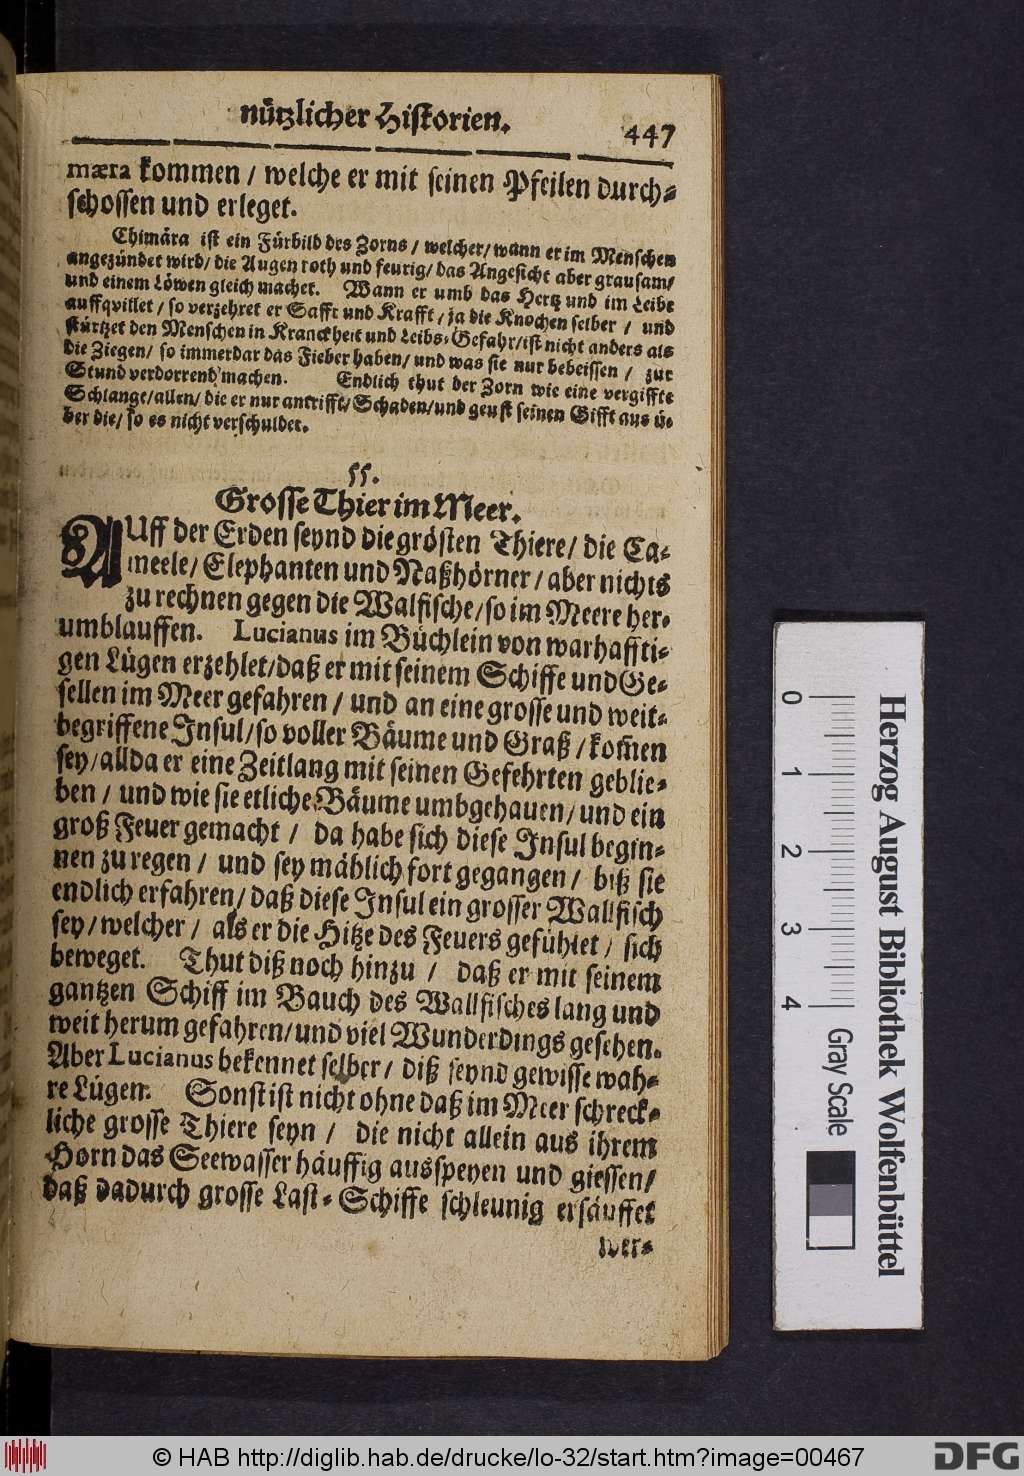 nützlicher Historien.
447
mæra kommen / welche er mit seinen Pfeilen durch-
schossen und erleget.
Chimära ist ein Fürbild des Zorns / welcher / wann er im Menschen
angezündet wird / die Augen roth und feurig / das Angesicht aber grausam /
und einem Löwen gleich machet. Wann er umb das Hertz und im Leibe
auffqvillet / so verzehret er Safft und Krafft / ja die Knochen selber / und
stürtzet den Menschen in Kranckheit und Leibs-Gefahr / ist nicht anders als
die Ziegen / so immerdar das Fieber haben / und was sie nur bebeissen / zur
Stund verdorrend machen. Endlich thut der Zorn wie eine vergiffte
Schlange / allen / die er nur antrifft / Schaden / und geust seinen Gifft aus ü-
ber die / so es nicht verschuldet.
55.
Grosse Thier im Meer.
AUff der Erden seynd die grösten Thiere / die Ca-
meele / Elephanten und Naßhörner / aber nichts
zu rechnen gegen die Walfische / so im Meere her-
umblauffen. Lucianus im Büchlein von warhaffti-
gen Lügen erzehlet / daß er mit seinem Schiffe und Ge-
sellen im Meer gefahren / und an eine grosse und weit-
begriffene Insul / so voller Bäume und Graß / kom̃en
sey / allda er eine Zeitlang mit seinen Gefehrten geblie-
ben / und wie sie etliche Bäume umbgehauen / und ein
groß Feuer gemacht / da habe sich diese Insul begin-
nen zu regen / und sey mählich fort gegangen / biß sie
endlich erfahren / daß diese Insul ein grosser Wallfisch
sey / welcher / als er die Hitze des Feuers gefühlet / sich
beweget. Thut diß noch hinzu / daß er mit seinem
gantzen Schiff im Bauch des Wallfisches lang und
weit herum gefahren / und viel Wunderdings gesehen.
Aber Lucianus bekennet selber / diß seynd gewisse wah-
re Lügen. Sonst ist nicht ohne daß im Meer schreck-
liche grosse Thiere seyn / die nicht allein aus ihrem
Horn das Seewasser häuffig ausspeyen und giessen /
daß dadurch grosse Last-Schiffe schleunig ersäuffet
wer-
0 1 2 3 4
Gray Scale
Herzog August Bibliothek Wolfenbüttel
© HAB http://diglib.hab.de/drucke/lo-32/start.htm?image=00467
DFG